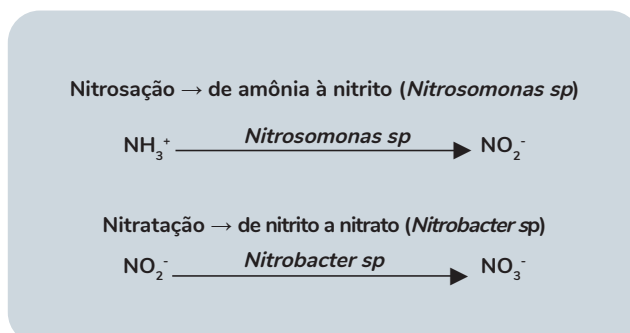 Nitrosação → de amônia à nitrito (Nitrosomonas sp)
Nitrosomonas sp
NH₃⁺ NO₂⁻
Nitratação → de nitrito a nitrato (Nitrobacter sp)
Nitrobacter sp
NO₂⁻ NO₃⁻